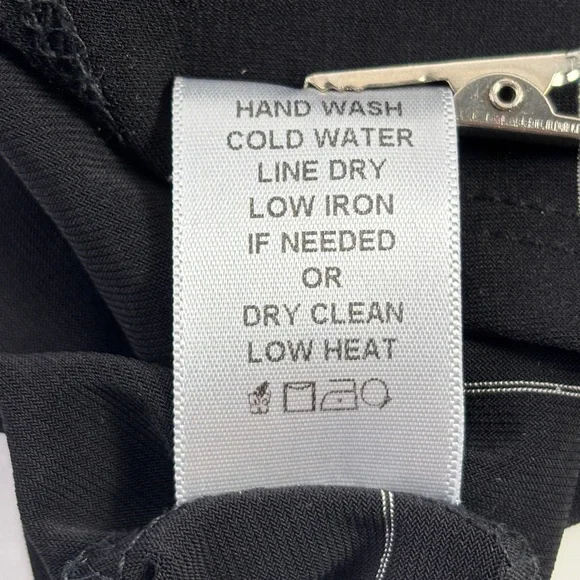 HAND WASH
COLD WATER
LINE DRY
LOW IRON
IF NEEDED
OR
DRY CLEAN
LOW HEAT